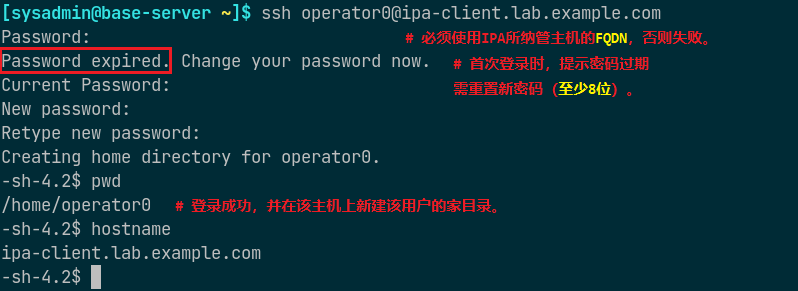 [sysadmin@base-server ~]$ ssh operator0@ipa-client.lab.example.com
Password: # 必须使用IPA所纳管主机的FQDN，否则失败。
Password expired. Change your password now. # 首次登录时，提示密码过期
Current Password: 需重置新密码（至少8位）。
New password:
Retype new password:
Creating home directory for operator0.
-sh-4.2$ pwd
/home/operator0 # 登录成功，并在该主机上新建该用户的家目录。
-sh-4.2$ hostname
ipa-client.lab.example.com
-sh-4.2$